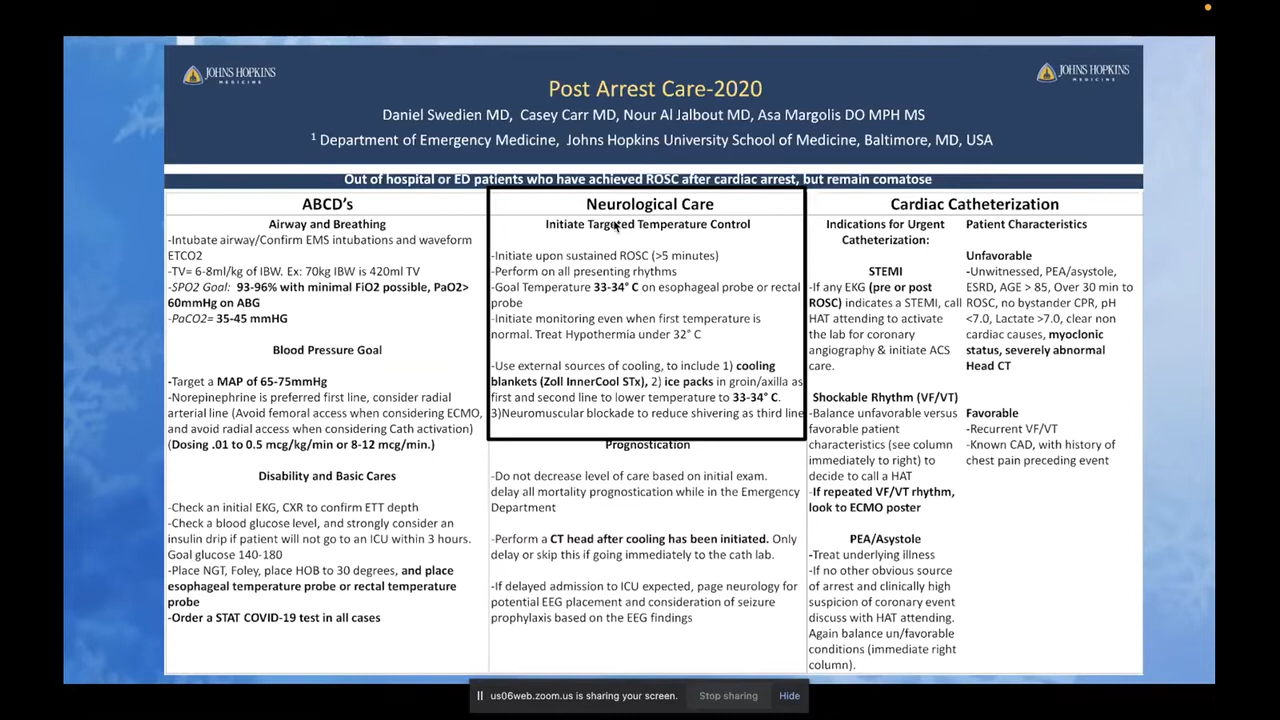 JOHNS HOPKINS
MEDICINE
JOHNS HOPKINS
MEDICINE
Post Arrest Care-2020
Daniel Swedien MD, Casey Carr MD, Nour Al Jalbout MD, Asa Margolis DO MPH MS
1 Department of Emergency Medicine, Johns Hopkins University School of Medicine, Baltimore, MD, USA
Out of hospital or ED patients who have achieved ROSC after cardiac arrest, but remain comatose
ABCD's
Airway and Breathing
-Intubate airway/Confirm EMS intubations and waveform
ETCO2
-TV= 6-8ml/kg of IBW. Ex: 70kg IBW is 420ml TV
-SPO2 Goal: 93-96% with minimal FiO2 possible, PaO2>
60mmHg on ABG
-PaCO2= 35-45 mmHG
Blood Pressure Goal
-Target a MAP of 65-75mmHg
-Norepinephrine is preferred first line, consider radial
arterial line (Avoid femoral access when considering ECMO,
and avoid radial access when considering Cath activation)
(Dosing .01 to 0.5 mcg/kg/min or 8-12 mcg/min.)
Disability and Basic Cares
-Check an initial EKG, CXR to confirm ETT depth
-Check a blood glucose level, and strongly consider an
insulin drip if patient will not go to an ICU within 3 hours.
Goal glucose 140-180
-Place NGT, Foley, place HOB to 30 degrees, and place
esophageal temperature probe or rectal temperature
probe
-Order a STAT COVID-19 test in all cases
Neurological Care
Initiate Targeted Temperature Control
-Initiate upon sustained ROSC (>5 minutes)
-Perform on all presenting rhythms
-Goal Temperature 33-34° C on esophageal probe or rectal
probe
-Initiate monitoring even when first temperature is
normal. Treat Hypothermia under 32° C
-Use external sources of cooling, to include 1) cooling
blankets (Zoll InnerCool STx), 2) ice packs in groin/axilla as
first and second line to lower temperature to 33-34° C.
3)Neuromuscular blockade to reduce shivering as third line
Prognostication
-Do not decrease level of care based on initial exam.
delay all mortality prognostication while in the Emergency
Department
-Perform a CT head after cooling has been initiated. Only
delay or skip this if going immediately to the cath lab.
-If delayed admission to ICU expected, page neurology for
potential EEG placement and consideration of seizure
prophylaxis based on the EEG findings
Cardiac Catheterization
Indications for Urgent
Catheterization:
STEMI
-If any EKG (pre or post
ROSC) indicates a STEMI, call
HAT attending to activate
the lab for coronary
angiography & initiate ACS
care.
Shockable Rhythm (VF/VT)
-Balance unfavorable versus
favorable patient
characteristics (see column
immediately to right) to
decide to call a HAT
-If repeated VF/VT rhythm,
look to ECMO poster
PEA/Asystole
-Treat underlying illness
-If no other obvious source
of arrest and clinically high
suspicion of coronary event
discuss with HAT attending.
Again balance un/favorable
conditions (immediate right
column).
Patient Characteristics
Unfavorable
-Unwitnessed, PEA/asystole,
ESRD, AGE > 85, Over 30 min to
ROSC, no bystander CPR, pH
<7.0, Lactate >7.0, clear non
cardiac causes, myoclonic
status, severely abnormal
Head CT
Favorable
-Recurrent VF/VT
-Known CAD, with history of
chest pain preceding event
us06web.zoom.us is sharing your screen.
Stop sharing
Hide